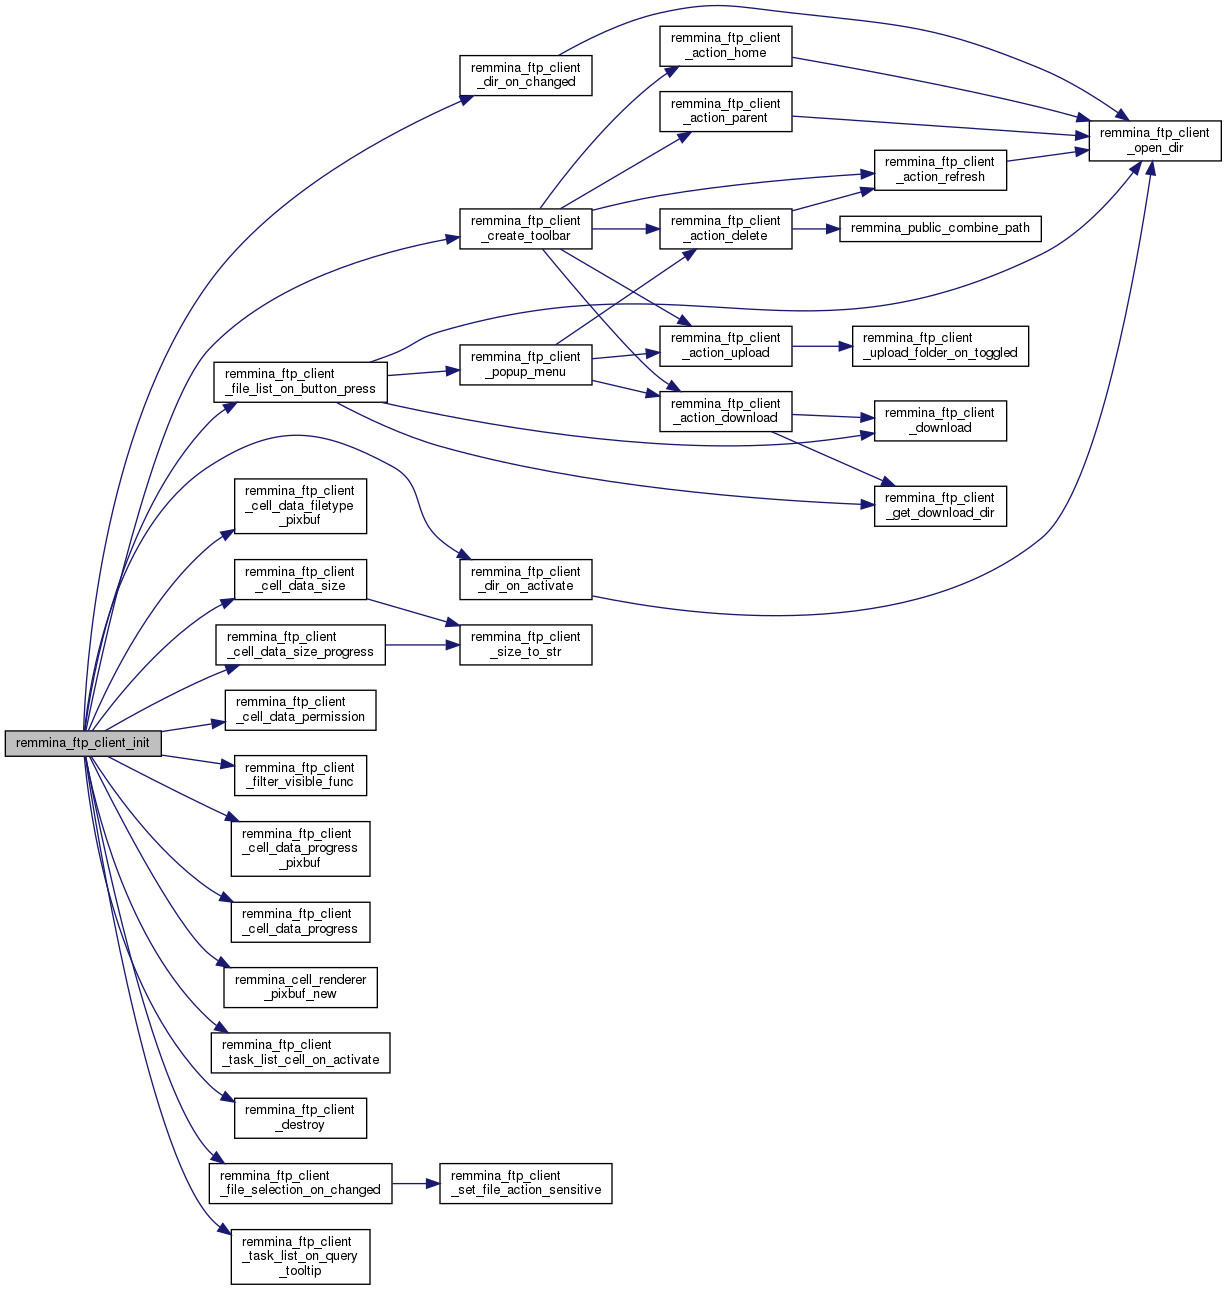 remmina_ftp_client
_action_home
remmina_ftp_client
_dir_on_changed
remmina_ftp_client
_action_parent
remmina_ftp_client
_open_dir
remmina_ftp_client
_action_refresh
remmina_ftp_client
_create_toolbar
remmina_ftp_client
_action_delete
remmina_public_combine_path
remmina_ftp_client
_action_upload
remmina_ftp_client
_upload_folder_on_toggled
remmina_ftp_client
_popup_menu
remmina_ftp_client
_file_list_on_button_press
remmina_ftp_client
_action_download
remmina_ftp_client
_download
remmina_ftp_client
_cell_data_filetype
_pixbuf
remmina_ftp_client
_get_download_dir
remmina_ftp_client
_cell_data_size
remmina_ftp_client
_dir_on_activate
remmina_ftp_client
_cell_data_size_progress
remmina_ftp_client
_size_to_str
remmina_ftp_client
_cell_data_permission
remmina_ftp_client_init
remmina_ftp_client
_filter_visible_func
remmina_ftp_client
_cell_data_progress
_pixbuf
remmina_ftp_client
_cell_data_progress
remmina_cell_renderer
_pixbuf_new
remmina_ftp_client
_task_list_cell_on_activate
remmina_ftp_client
_destroy
remmina_ftp_client
_file_selection_on_changed
remmina_ftp_client
_set_file_action_sensitive
remmina_ftp_client
_task_list_on_query
_tooltip